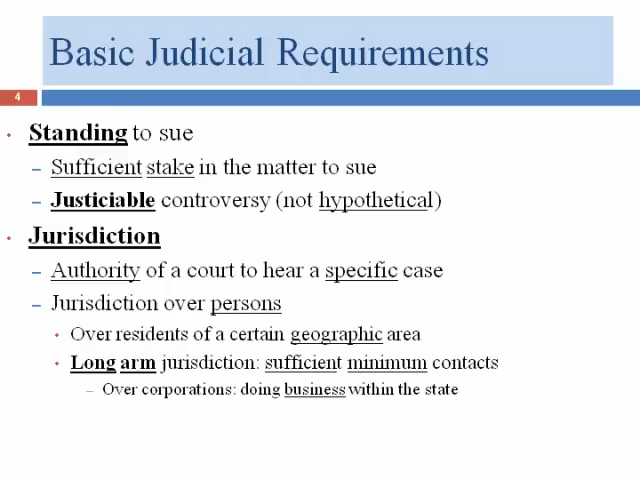 Basic Judicial Requirements
4
• Standing to sue
– Sufficient stake in the matter to sue
– Justiciable controversy (not hypothetical)
• Jurisdiction
– Authority of a court to hear a specific case
– Jurisdiction over persons
• Over residents of a certain geographic area
• Long arm jurisdiction: sufficient minimum contacts
– Over corporations: doing business within the state